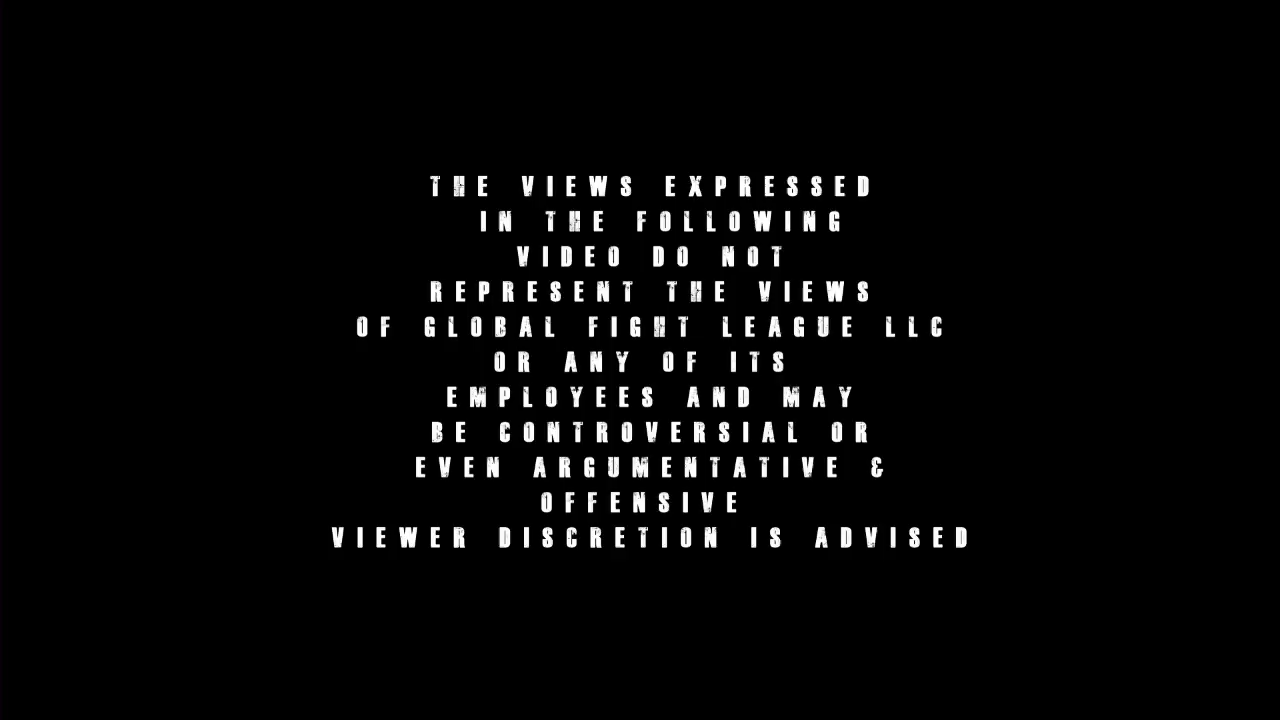 THE VIEWS EXPRESSED
IN THE FOLLOWING
VIDEO DO NOT
REPRESENT THE VIEWS
OF GLOBAL FIGHT LEAGUE LLC
OR ANY OF ITS
EMPLOYEES AND MAY
BE CONTROVERSIAL OR
EVEN ARGUMENTATIVE &
OFFENSIVE
VIEWER DISCRETION IS ADVISED